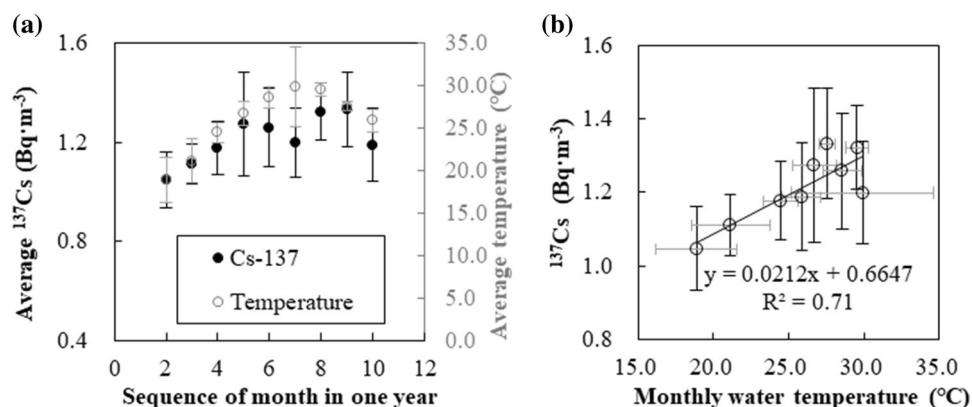 (a)
1.6
1.2
0.8
0.4
Average ¹³⁷Cs (Bq·m⁻³)
35.0
30.0
25.0
20.0
15.0
10.0
5.0
0.0
Average temperature (°C)
Cs-137
Temperature
0 2 4 6 8 10 12
Sequence of month in one year
(b)
1.6
1.4
1.2
1.0
0.8
¹³⁷Cs (Bq·m⁻³)
y = 0.0212x + 0.6647
R² = 0.71
15.0 20.0 25.0 30.0 35.0
Monthly water temperature (°C)